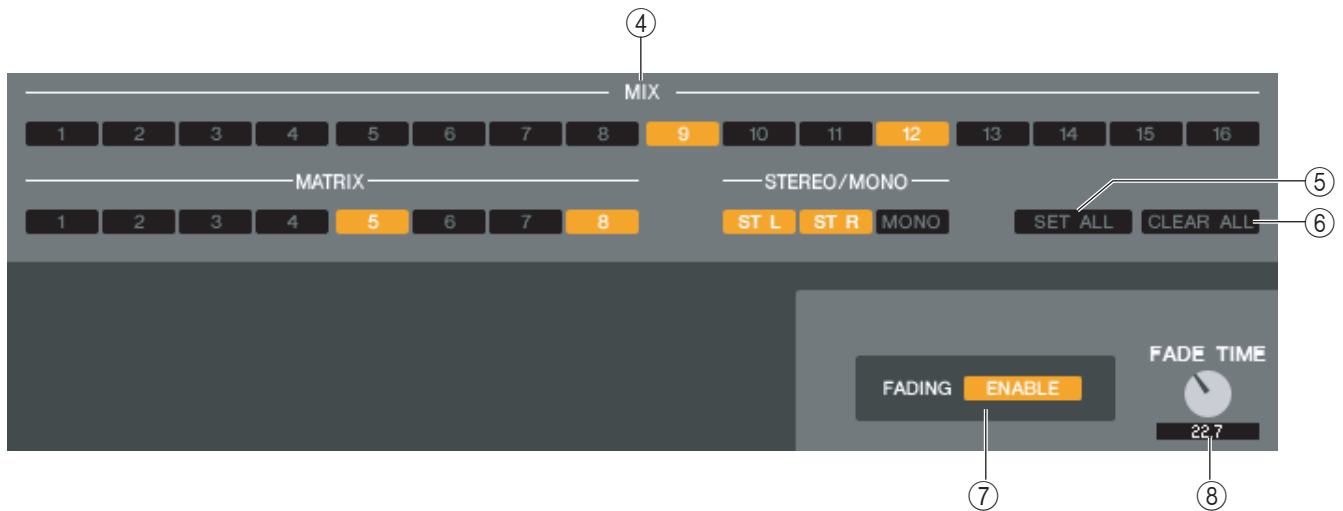 ④
MIX
1 2 3 4 5 6 7 8 9 10 11 12 13 14 15 16
MATRIX STEREO/MONO
⑤
1 2 3 4 5 6 7 8 ST L ST R MONO SET ALL CLEAR ALL
⑥
FADE TIME
FADING ENABLE
22.7
⑦ ⑧